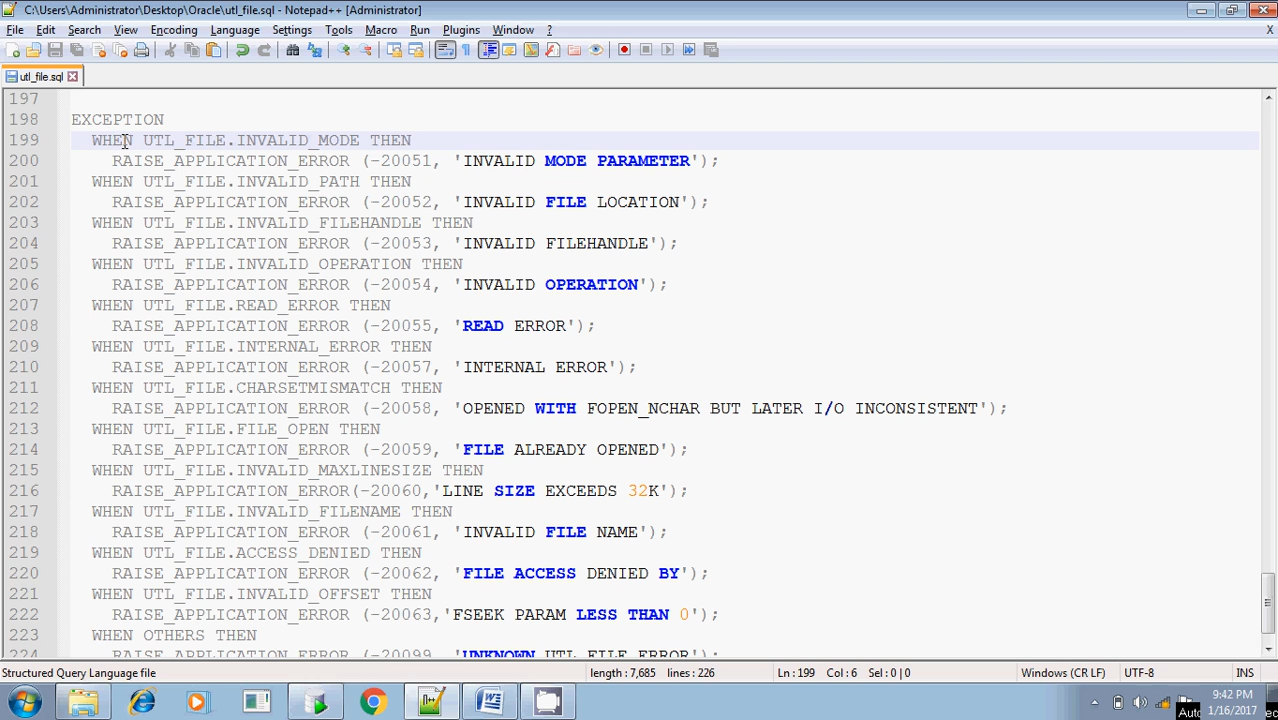 C:\Users\Administrator\Desktop\Oracle\utl_file.sql - Notepad++ [Administrator]
File Edit Search View Encoding Language Settings Tools Macro Run Plugins Window ? X
utl_file.sql
197
198 EXCEPTION
199 WHEN UTL_FILE.INVALID_MODE THEN
200 RAISE_APPLICATION_ERROR (-20051, 'INVALID MODE PARAMETER');
201 WHEN UTL_FILE.INVALID_PATH THEN
202 RAISE_APPLICATION_ERROR (-20052, 'INVALID FILE LOCATION');
203 WHEN UTL_FILE.INVALID_FILEHANDLE THEN
204 RAISE_APPLICATION_ERROR (-20053, 'INVALID FILEHANDLE');
205 WHEN UTL_FILE.INVALID_OPERATION THEN
206 RAISE_APPLICATION_ERROR (-20054, 'INVALID OPERATION');
207 WHEN UTL_FILE.READ_ERROR THEN
208 RAISE_APPLICATION_ERROR (-20055, 'READ ERROR');
209 WHEN UTL_FILE.INTERNAL_ERROR THEN
210 RAISE_APPLICATION_ERROR (-20057, 'INTERNAL ERROR');
211 WHEN UTL_FILE.CHARSETMISMATCH THEN
212 RAISE_APPLICATION_ERROR (-20058, 'OPENED WITH FOPEN_NCHAR BUT LATER I/O INCONSISTENT');
213 WHEN UTL_FILE.FILE_OPEN THEN
214 RAISE_APPLICATION_ERROR (-20059, 'FILE ALREADY OPENED');
215 WHEN UTL_FILE.INVALID_MAXLINESIZE THEN
216 RAISE_APPLICATION_ERROR(-20060,'LINE SIZE EXCEEDS 32K');
217 WHEN UTL_FILE.INVALID_FILENAME THEN
218 RAISE_APPLICATION_ERROR (-20061, 'INVALID FILE NAME');
219 WHEN UTL_FILE.ACCESS_DENIED THEN
220 RAISE_APPLICATION_ERROR (-20062, 'FILE ACCESS DENIED BY');
221 WHEN UTL_FILE.INVALID_OFFSET THEN
222 RAISE_APPLICATION_ERROR (-20063,'FSEEK PARAM LESS THAN 0');
223 WHEN OTHERS THEN
224 RAISE_APPLICATION_ERROR (-20099, 'UNKNOWN UTL_FILE ERROR');
Structured Query Language file length : 7,685 lines : 226 Ln : 199 Col : 6 Sel : 0 | 0 Windows (CR LF) UTF-8 INS
9:42 PM
1/16/2017